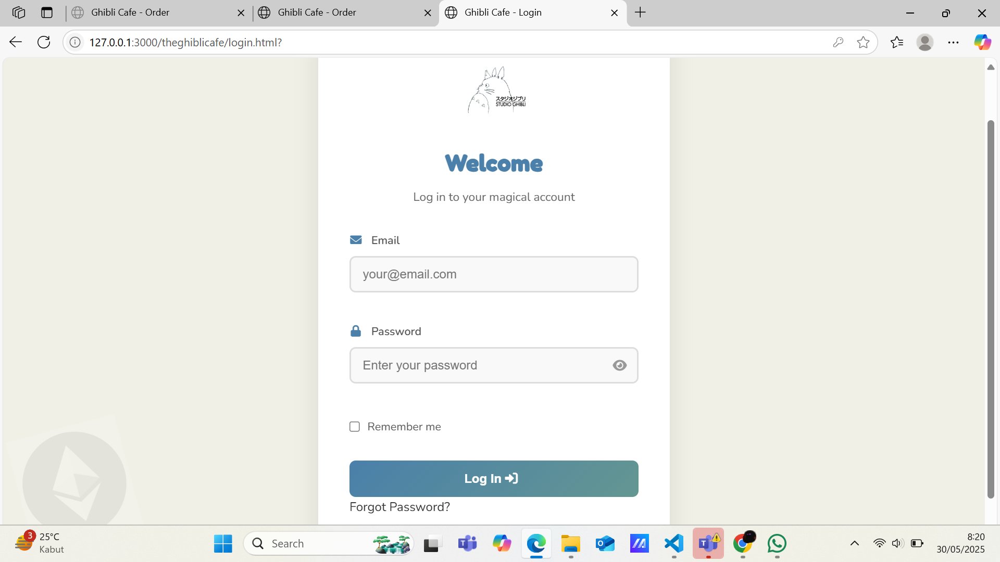 Ghibli Cafe - Order
Ghibli Cafe - Order
Ghibli Cafe - Login
127.0.0.1:3000/theghiblicafe/login.html?
スタジオジブリ
STUDIO GHIBLI
Welcome
Log in to your magical account
Email
your@email.com
Password
Enter your password
Remember me
Log In
Forgot Password?
3
25°C
Kabut
Search
8:20
30/05/2025